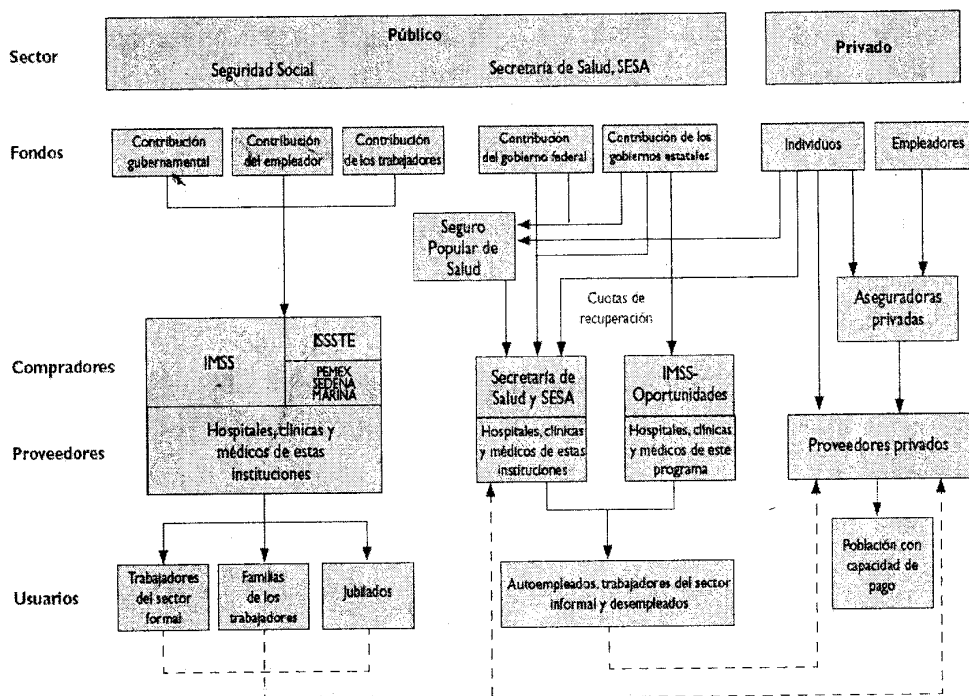 Sector
Público
Seguridad Social
Secretaría de Salud, SESA
Privado
Fondos
Contribución
gubernamental
Contribución
del empleador
Contribución
de los trabajadores
Contribución
del gobierno federal
Contribución de los
gobiernos estatales
Individuos
Empleadores
Seguro
Popular de
Salud
Cuotas de
recuperación
Aseguradoras
privadas
Compradores
IMSS
ISSSTE
PEMEX
SEDENA
MARINA
Secretaría de
Salud y SESA
IMSS-
Oportunidades
Proveedores
Hospitales, clínicas y
médicos de estas
instituciones
Hospitales, clínicas
y médicos de estas
instituciones
Hospitales, clínicas
y médicos de este
programa
Proveedores privados
Usuarios
Trabajadores
del sector
formal
Familias
de los
trabajadores
Jubilados
Autoempleados, trabajadores del sector
informal y desempleados
Población con
capacidad de
pago